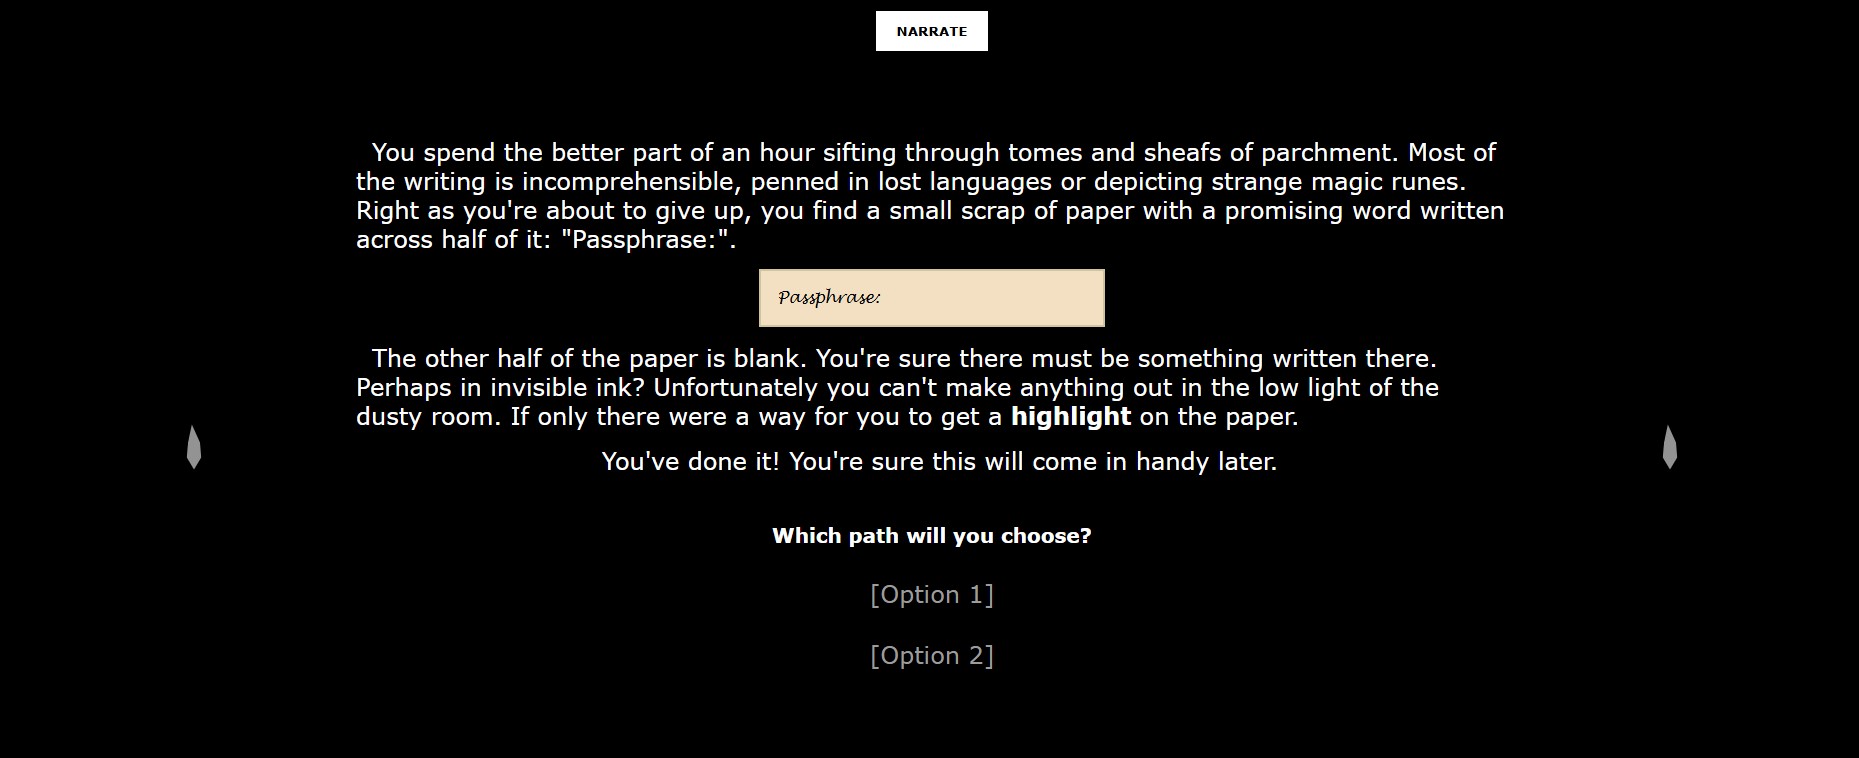 NARRATE
You spend the better part of an hour sifting through tomes and sheafs of parchment. Most of
the writing is incomprehensible, penned in lost languages or depicting strange magic runes.
Right as you're about to give up, you find a small scrap of paper with a promising word written
across half of it: "Passphrase:".
Passphrase:
The other half of the paper is blank. You're sure there must be something written there.
Perhaps in invisible ink? Unfortunately you can't make anything out in the low light of the
dusty room. If only there were a way for you to get a highlight on the paper.
You've done it! You're sure this will come in handy later.
Which path will you choose?
[Option 1]
[Option 2]